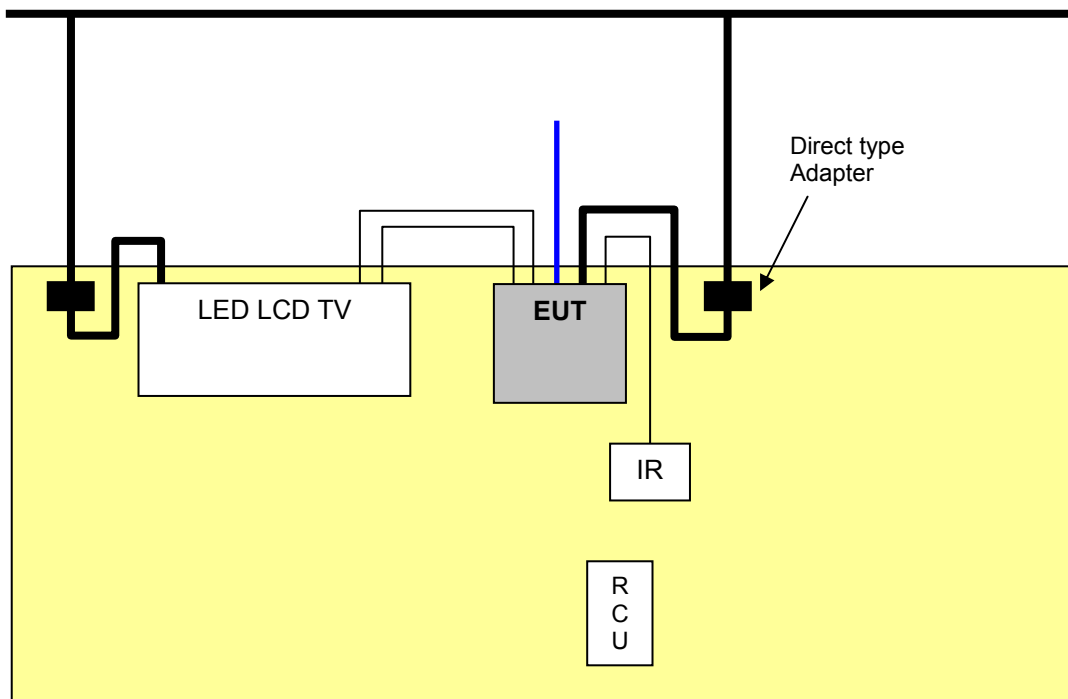 Direct type
Adapter
LED LCD TV
EUT
IR
R
C
U